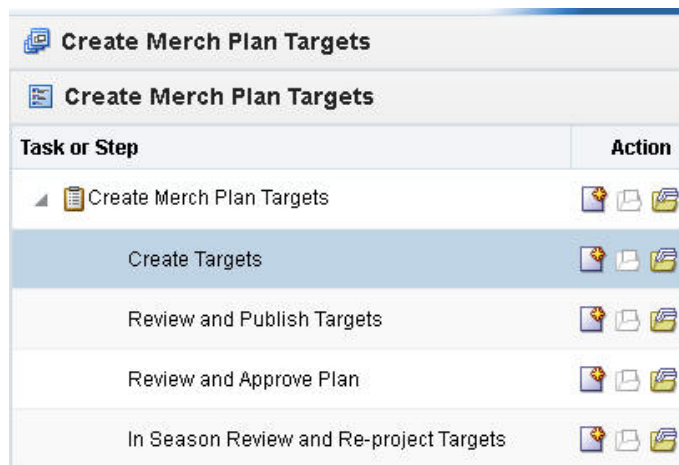 Create Merch Plan Targets
Create Merch Plan Targets
Task or Step Action
Create Merch Plan Targets
Create Targets
Review and Publish Targets
Review and Approve Plan
In Season Review and Re-project Targets